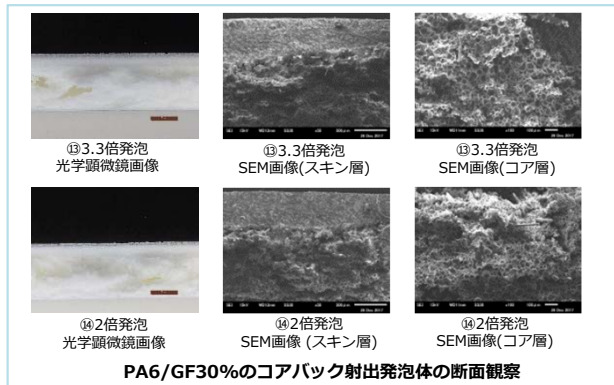 ⑬3.3倍発泡
光学顕微鏡画像
⑬3.3倍発泡
SEM画像(スキン層)
⑬3.3倍発泡
SEM画像(コア層)
⑭2倍発泡
光学顕微鏡画像
⑭2倍発泡
SEM画像 (スキン層)
⑭2倍発泡
SEM画像(コア層)
PA6/GF30%のコアバック射出発泡体の断面観察